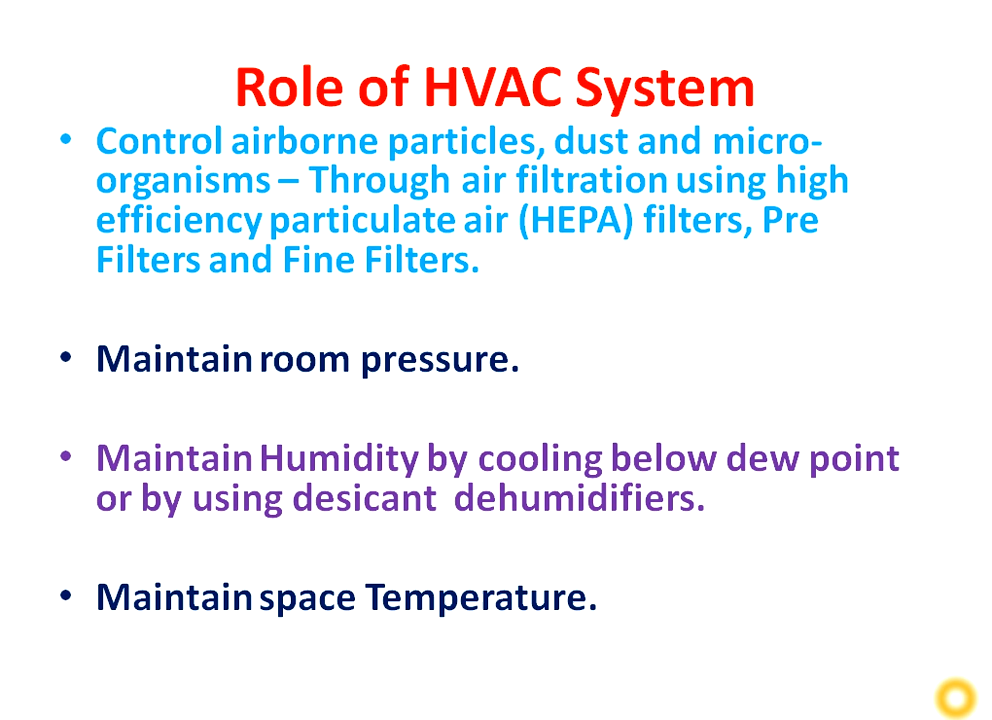 Role of HVAC System
• Control airborne particles, dust and micro-
organisms – Through air filtration using high
efficiency particulate air (HEPA) filters, Pre
Filters and Fine Filters.
• Maintain room pressure.
• Maintain Humidity by cooling below dew point
or by using desicant dehumidifiers.
• Maintain space Temperature.